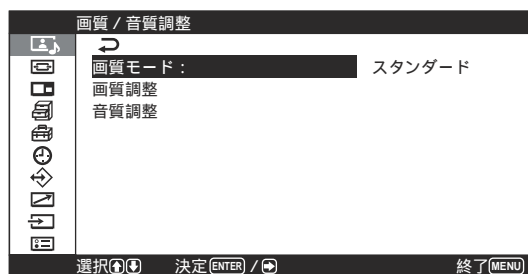 画質 / 音質調整
画質モード： スタンダード
画質調整
音質調整
選択 決定 ENTER / 終了 MENU